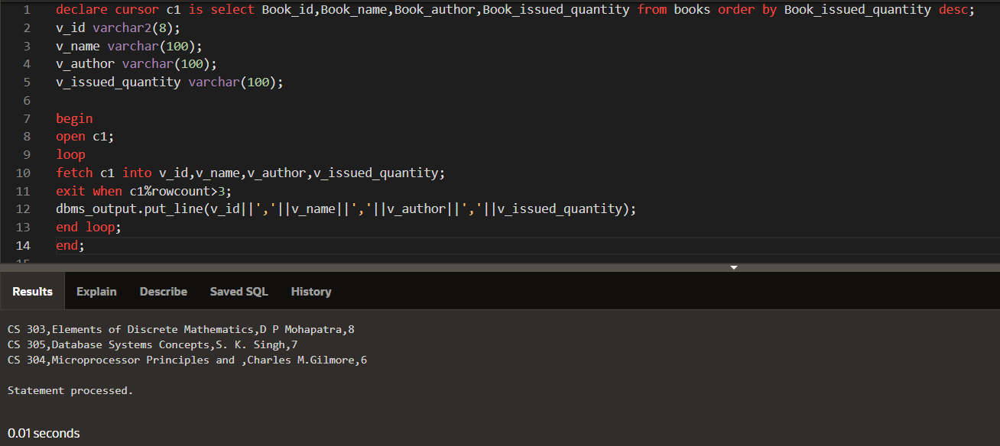 1 declare cursor c1 is select Book_id,Book_name,Book_author,Book_issued_quantity from books order by Book_issued_quantity desc;
2 v_id varchar2(8);
3 v_name varchar(100);
4 v_author varchar(100);
5 v_issued_quantity varchar(100);
6
7 begin
8 open c1;
9 loop
10 fetch c1 into v_id,v_name,v_author,v_issued_quantity;
11 exit when c1%rowcount>3;
12 dbms_output.put_line(v_id||','||v_name||','||v_author||','||v_issued_quantity);
13 end loop;
14 end;
15
Results Explain Describe Saved SQL History
CS 303,Elements of Discrete Mathematics,D P Mohapatra,8
CS 305,Database Systems Concepts,S. K. Singh,7
CS 304,Microprocessor Principles and ,Charles M.Gilmore,6
Statement processed.
0.01 seconds